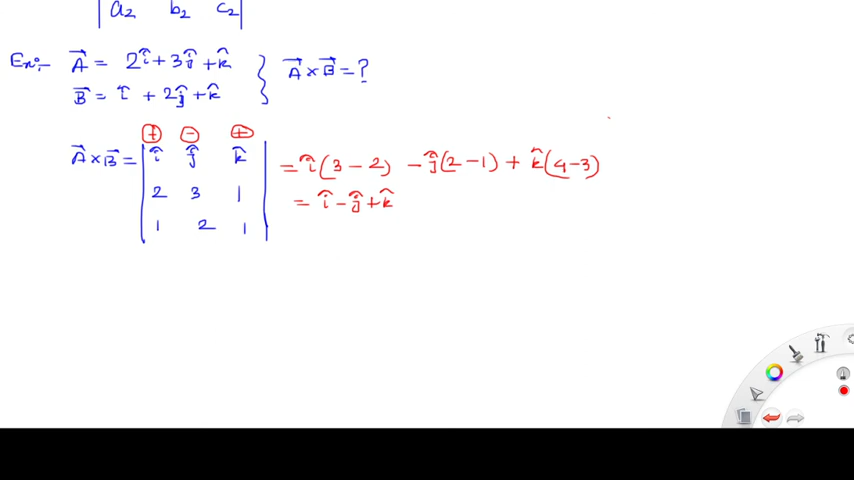 | a₂ b₂ c₂ |
Ex:- A⃗ = 2î + 3ĵ + k̂ } A⃗ × B⃗ = ?
B⃗ = î + 2ĵ + k̂
(+) (−) (+)
A⃗ × B⃗ = | î ĵ k̂ | = î(3 − 2) − ĵ(2 − 1) + k̂(4 − 3)
2 3 1 = î − ĵ + k̂
1 2 1